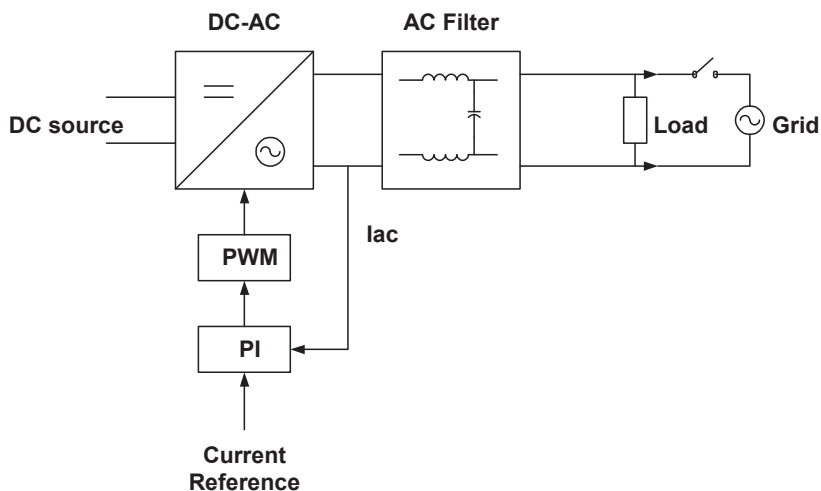 DC-AC
AC Filter
DC source
Load
Grid
Iac
PWM
PI
Current
Reference